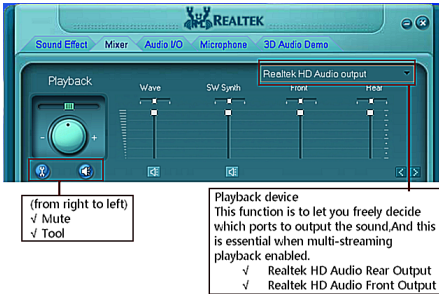 REALTEK
Sound Effect Mixer Audio I/O Microphone 3D Audio Demo
Playback
Realtek HD Audio output
Wave SW Synth Front Rear
- +
(from right to left)
√ Mute
√ Tool
Playback device
This function is to let you freely decide
which ports to output the sound,And this
is essential when multi-streaming
playback enabled.
√ Realtek HD Audio Rear Output
√ Realtek HD Audio Front Output